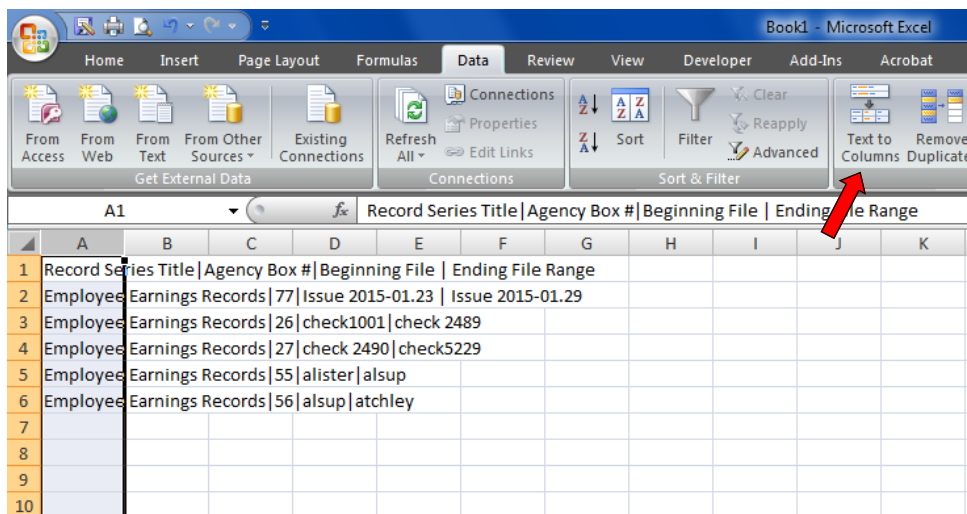 Book1 - Microsoft Excel
Home Insert Page Layout Formulas Data Review View Developer Add-Ins Acrobat
From Access
From Web
From Text
From Other Sources
Existing Connections
Get External Data
Refresh All
Connections
Properties
Edit Links
Connections
A Z
Z A
A Z Z A
Sort
Filter
Clear
Reapply
Advanced
Sort & Filter
Text to Columns
Remove Duplicate
A1 fx Record Series Title|Agency Box #|Beginning File | Ending File Range
A B C D E F G H I J K
1 Record Series Title|Agency Box #|Beginning File | Ending File Range
2 Employee Earnings Records|77|Issue 2015-01.23 | Issue 2015-01.29
3 Employee Earnings Records|26|check1001|check 2489
4 Employee Earnings Records|27|check 2490|check5229
5 Employee Earnings Records|55|alister|alsup
6 Employee Earnings Records|56|alsup|atchley
7
8
9
10